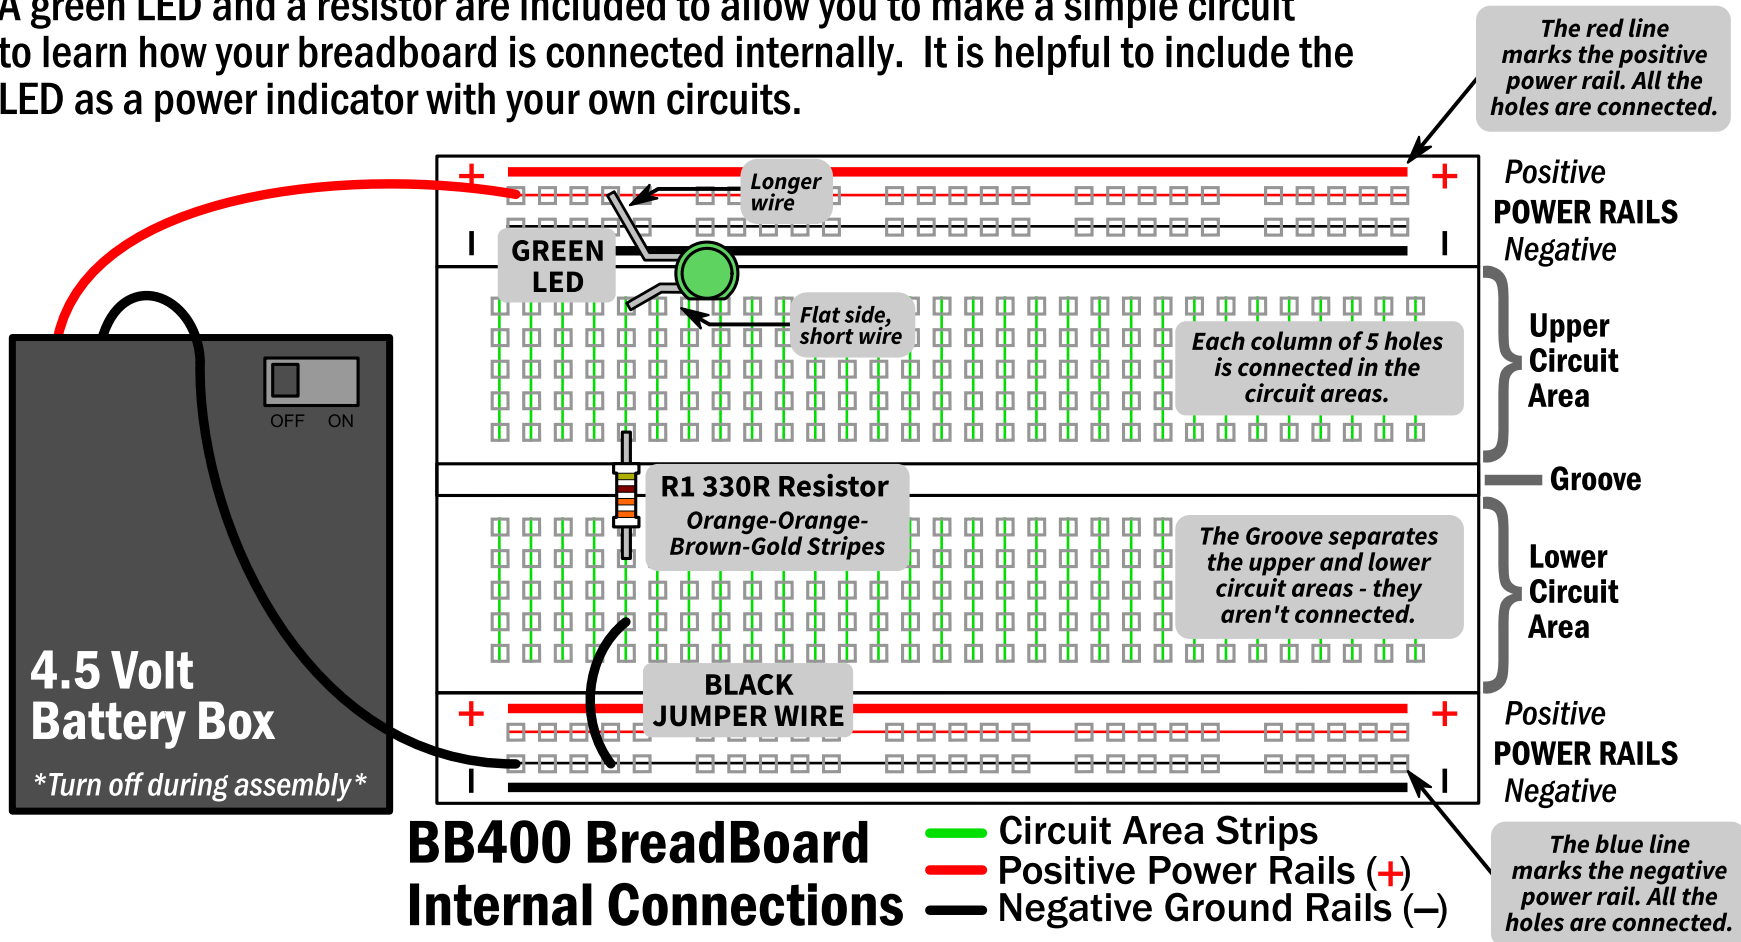 A green LED and a resistor are included to allow you to make a simple circuit
to learn how your breadboard is connected internally. It is helpful to include the
LED as a power indicator with your own circuits.
The red line
marks the positive
power rail. All the
holes are connected.
+
+
Positive
POWER RAILS
Negative
–
–
Longer
wire
GREEN
LED
Flat side,
short wire
Each column of 5 holes
is connected in the
circuit areas.
Upper
Circuit
Area
OFF ON
R1 330R Resistor
Orange-Orange-
Brown-Gold Stripes
Groove
The Groove separates
the upper and lower
circuit areas - they
aren't connected.
Lower
Circuit
Area
4.5 Volt
Battery Box
*Turn off during assembly*
BLACK
JUMPER WIRE
+
+
Positive
POWER RAILS
Negative
–
–
BB400 BreadBoard
Internal Connections
Circuit Area Strips
Positive Power Rails (+)
Negative Ground Rails (–)
The blue line
marks the negative
power rail. All the
holes are connected.